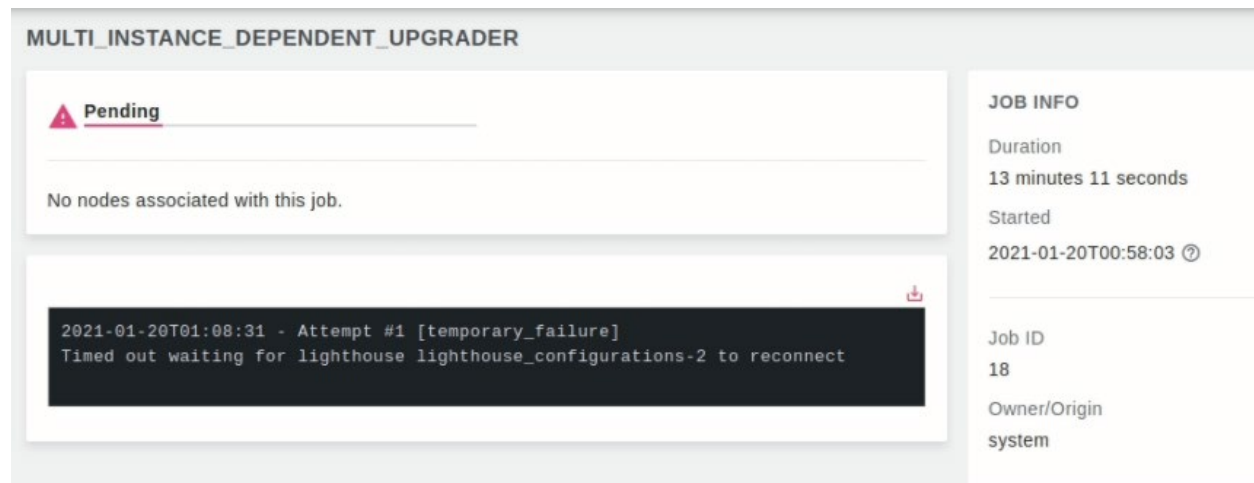 MULTI_INSTANCE_DEPENDENT_UPGRADER
Pending
No nodes associated with this job.
2021-01-20T01:08:31 - Attempt #1 [temporary_failure]
Timed out waiting for lighthouse lighthouse_configurations-2 to reconnect
JOB INFO
Duration
13 minutes 11 seconds
Started
2021-01-20T00:58:03
Job ID
18
Owner/Origin
system